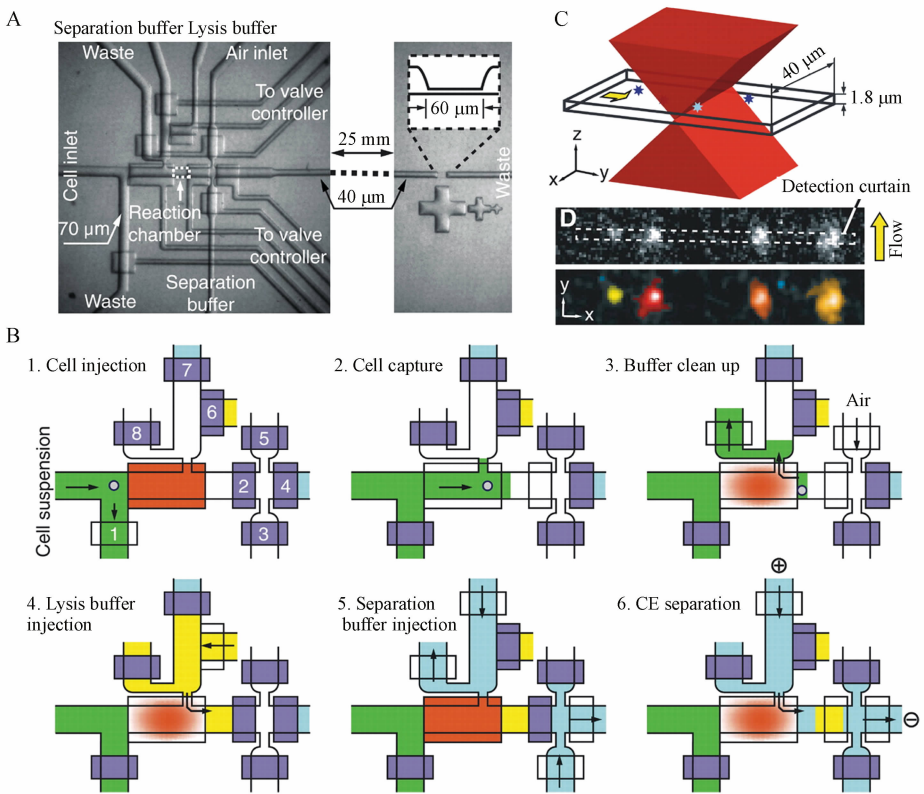 A
Separation buffer Lysis buffer
Waste
Air inlet
To valve
controller
Cell inlet
Reaction
chamber
70 μm
To valve
controller
Waste
Separation
buffer
25 mm
40 μm
60 μm
Waste
C
40 μm
1.8 μm
z
x
y
Detection curtain
D
Flow
y
x
B
1. Cell injection
7
6
8
5
2
4
Cell suspension
1
3
2. Cell capture
3. Buffer clean up
Air
4. Lysis buffer
injection
5. Separation
buffer injection
6. CE separation
+
−